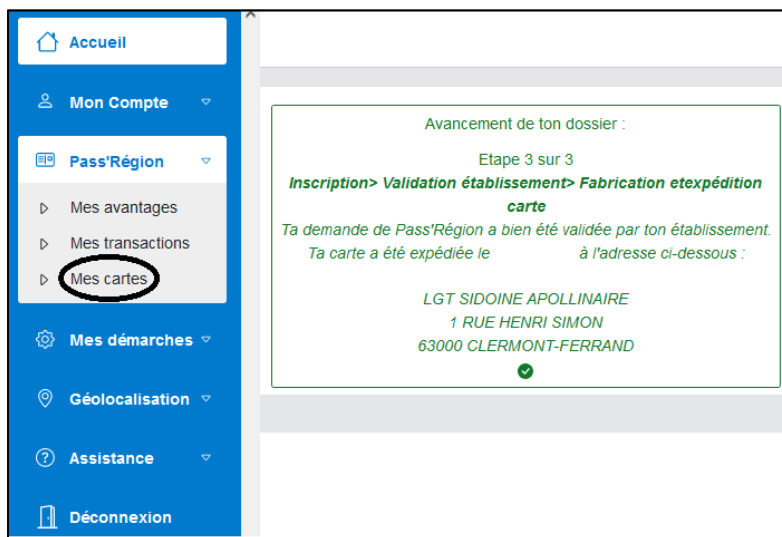 Accueil
Mon Compte
Pass'Région
Mes avantages
Mes transactions
Mes cartes
Mes démarches
Géolocalisation
Assistance
Déconnexion
Avancement de ton dossier :
Etape 3 sur 3
Inscription> Validation établissement> Fabrication etexpédition
carte
Ta demande de Pass'Région a bien été validée par ton établissement.
Ta carte a été expédiée le à l'adresse ci-dessous :
LGT SIDOINE APOLLINAIRE
1 RUE HENRI SIMON
63000 CLERMONT-FERRAND